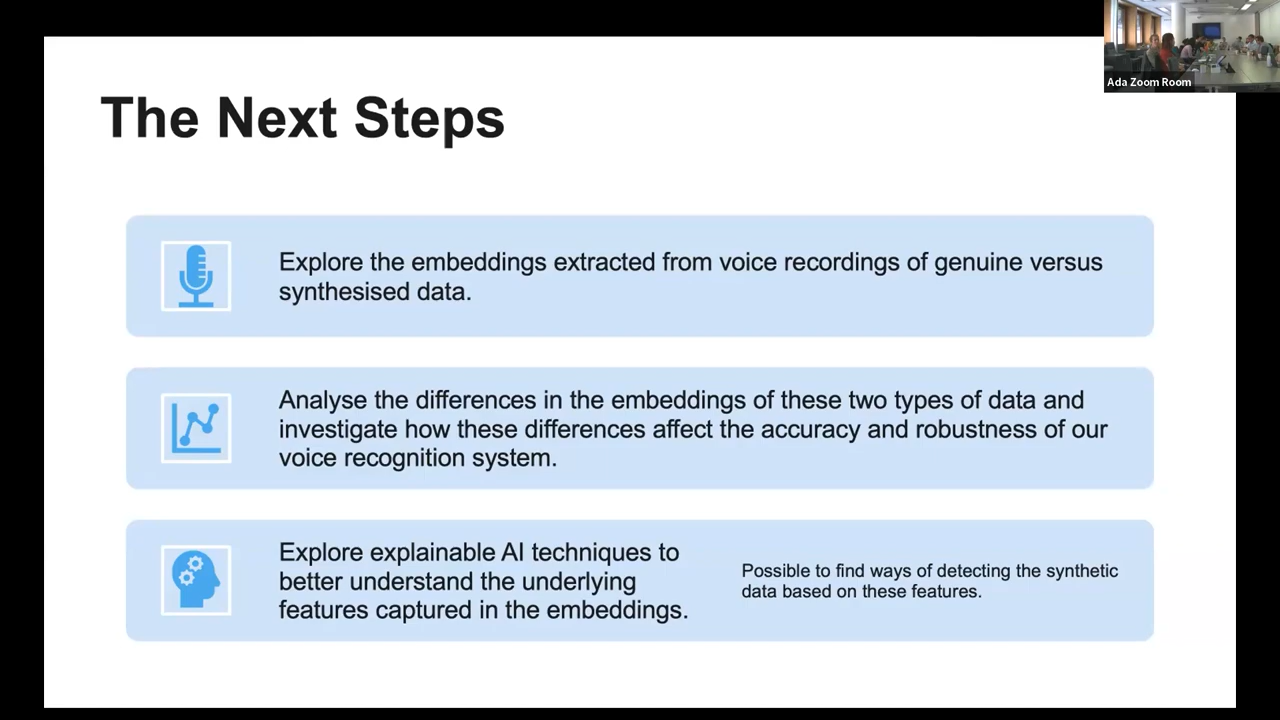 Ada Zoom Room
The Next Steps
Explore the embeddings extracted from voice recordings of genuine versus
synthesised data.
Analyse the differences in the embeddings of these two types of data and
investigate how these differences affect the accuracy and robustness of our
voice recognition system.
Explore explainable AI techniques to
better understand the underlying
features captured in the embeddings.
Possible to find ways of detecting the synthetic
data based on these features.